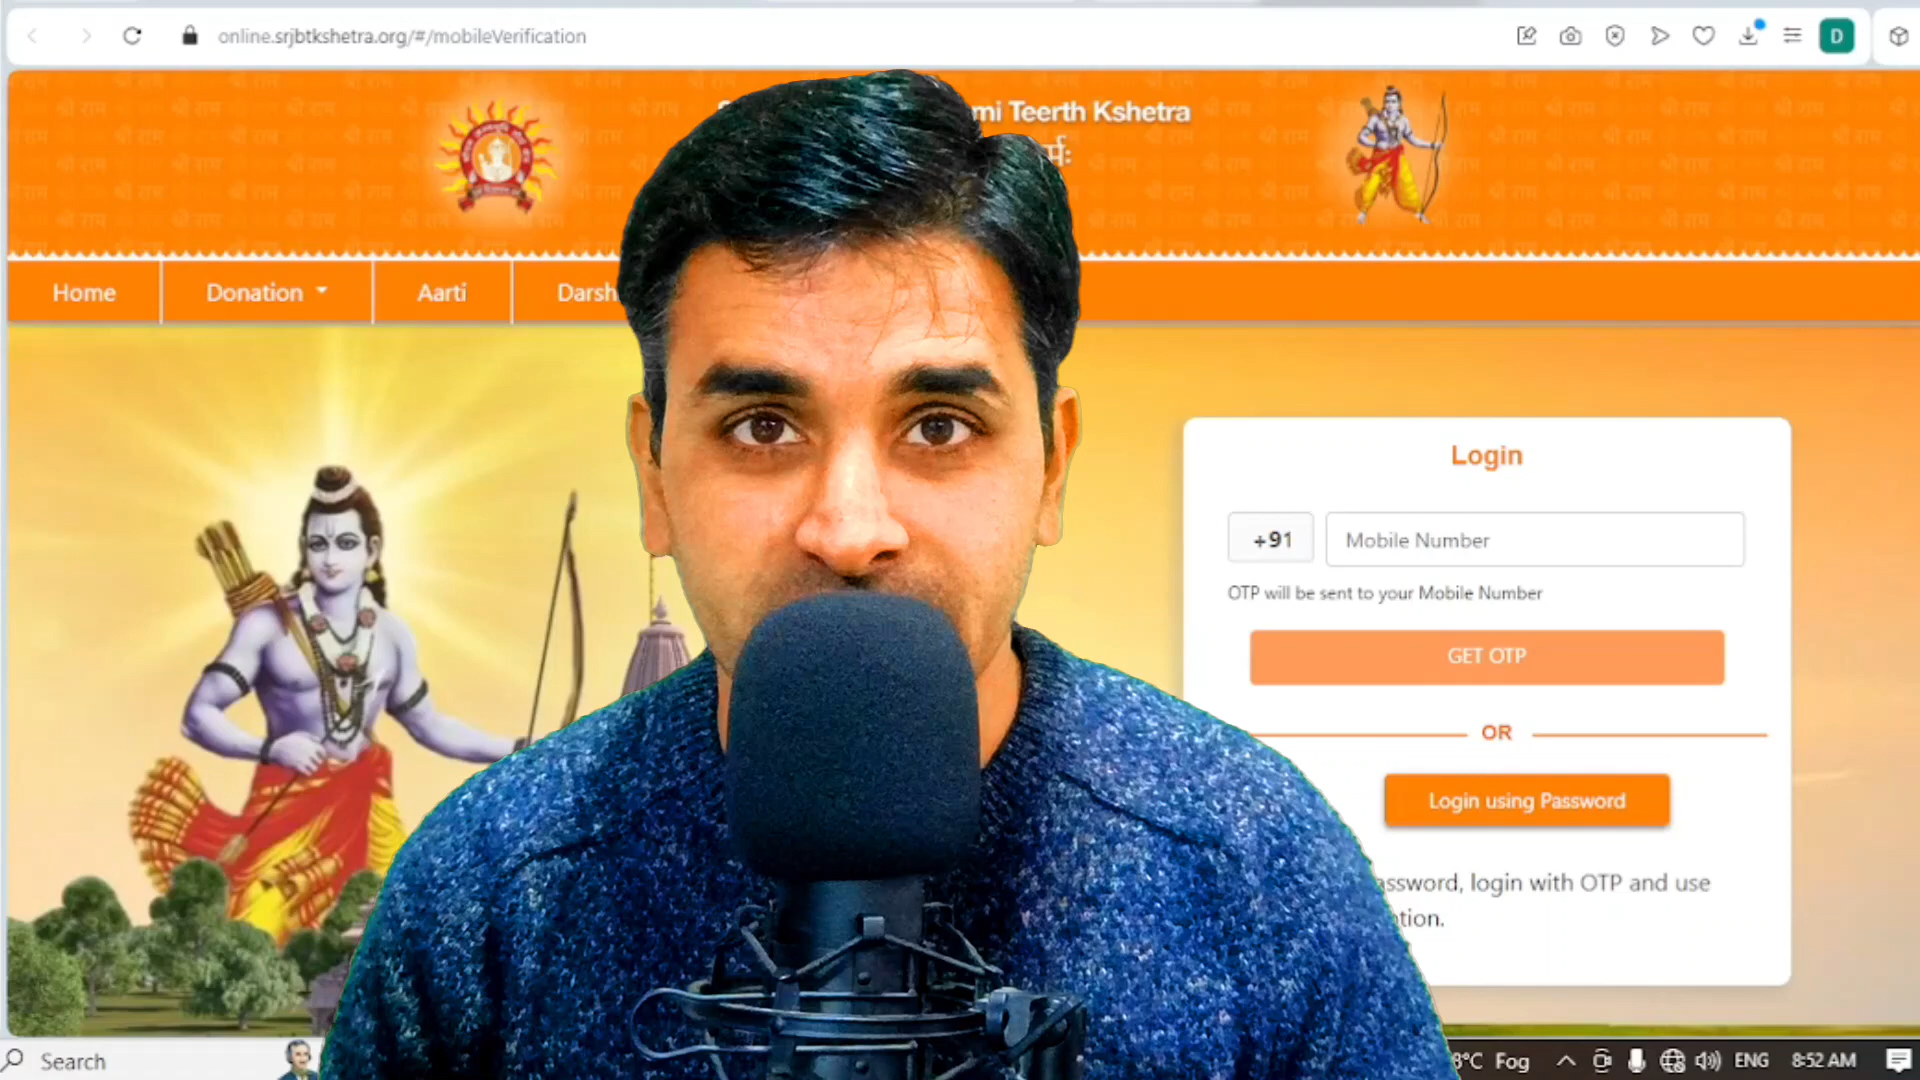 online.srjbtkshetra.org/#/mobileVerification
D
mi Teerth Kshetra
Home
Donation
Aarti
Darsh
Login
+91
Mobile Number
OTP will be sent to your Mobile Number
GET OTP
OR
Login using Password
assword, login with OTP and use
tion.
Search
8°C Fog
ENG
8:52 AM